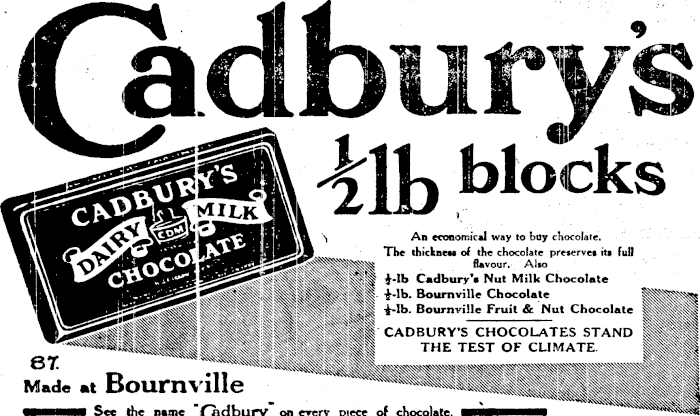 Cadbury's
½lb blocks
CADBURY'S
DAIRY MILK
CDM
CHOCOLATE
An economical way to buy chocolate.
The thickness of the chocolate preserves its full
flavour. Also
½-lb Cadbury's Nut Milk Chocolate
½-lb. Bournville Chocolate
½-lb. Bournville Fruit & Nut Chocolate
CADBURY'S CHOCOLATES STAND
THE TEST OF CLIMATE.
67.
Made at Bournville
See the name "Cadbury" on every piece of chocolate.